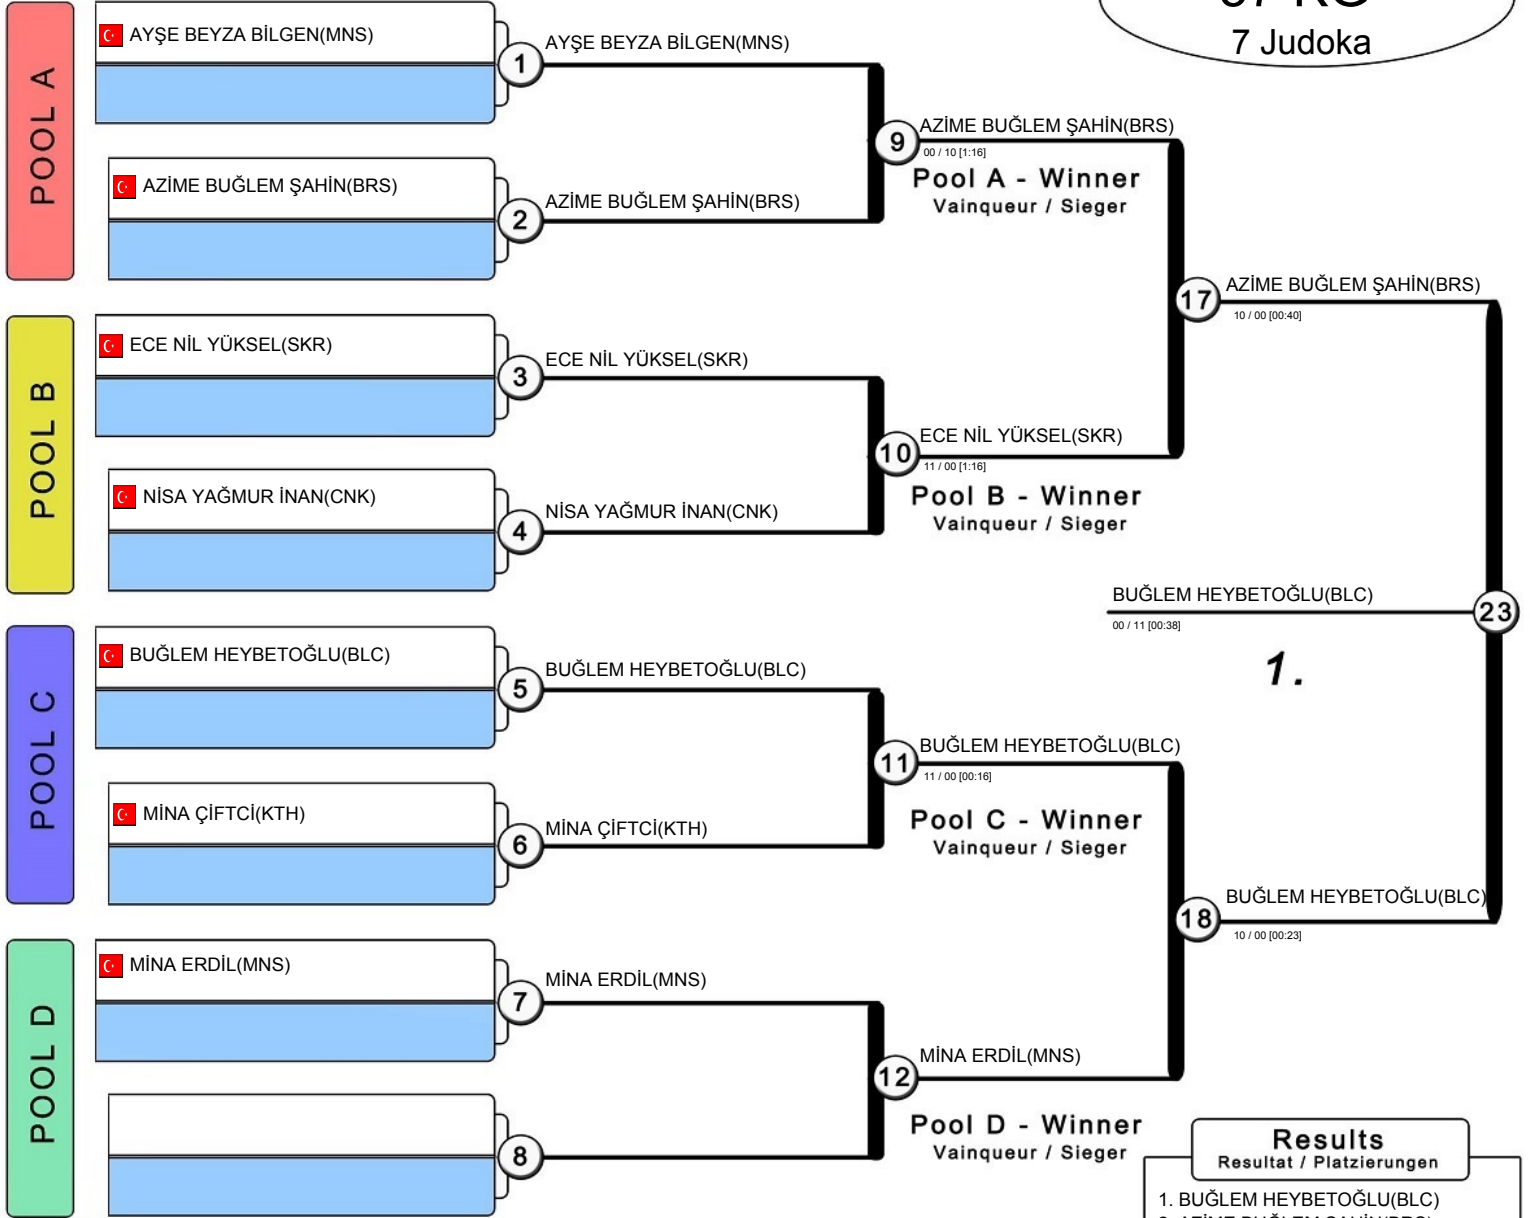 KG
7 Judoka
POOL A
AYŞE BEYZA BİLGEN(MNS)
1
AYŞE BEYZA BİLGEN(MNS)
AZİME BUĞLEM ŞAHİN(BRS)
2
AZİME BUĞLEM ŞAHİN(BRS)
9
AZİME BUĞLEM ŞAHİN(BRS)
00 / 10 [1:16]
Pool A - Winner
Vainqueur / Sieger
POOL B
ECE NİL YÜKSEL(SKR)
3
ECE NİL YÜKSEL(SKR)
NİSA YAĞMUR İNAN(CNK)
4
NİSA YAĞMUR İNAN(CNK)
10
ECE NİL YÜKSEL(SKR)
11 / 00 [1:16]
Pool B - Winner
Vainqueur / Sieger
17
AZİME BUĞLEM ŞAHİN(BRS)
10 / 00 [00:40]
POOL C
BUĞLEM HEYBETOĞLU(BLC)
5
BUĞLEM HEYBETOĞLU(BLC)
MİNA ÇİFTCİ(KTH)
6
MİNA ÇİFTCİ(KTH)
11
BUĞLEM HEYBETOĞLU(BLC)
11 / 00 [00:16]
Pool C - Winner
Vainqueur / Sieger
POOL D
MİNA ERDİL(MNS)
7
MİNA ERDİL(MNS)
8
12
MİNA ERDİL(MNS)
Pool D - Winner
Vainqueur / Sieger
18
BUĞLEM HEYBETOĞLU(BLC)
10 / 00 [00:23]
BUĞLEM HEYBETOĞLU(BLC)
23
00 / 11 [00:38]
1.
Results
Resultat / Platzierungen
1. BUĞLEM HEYBETOĞLU(BLC)